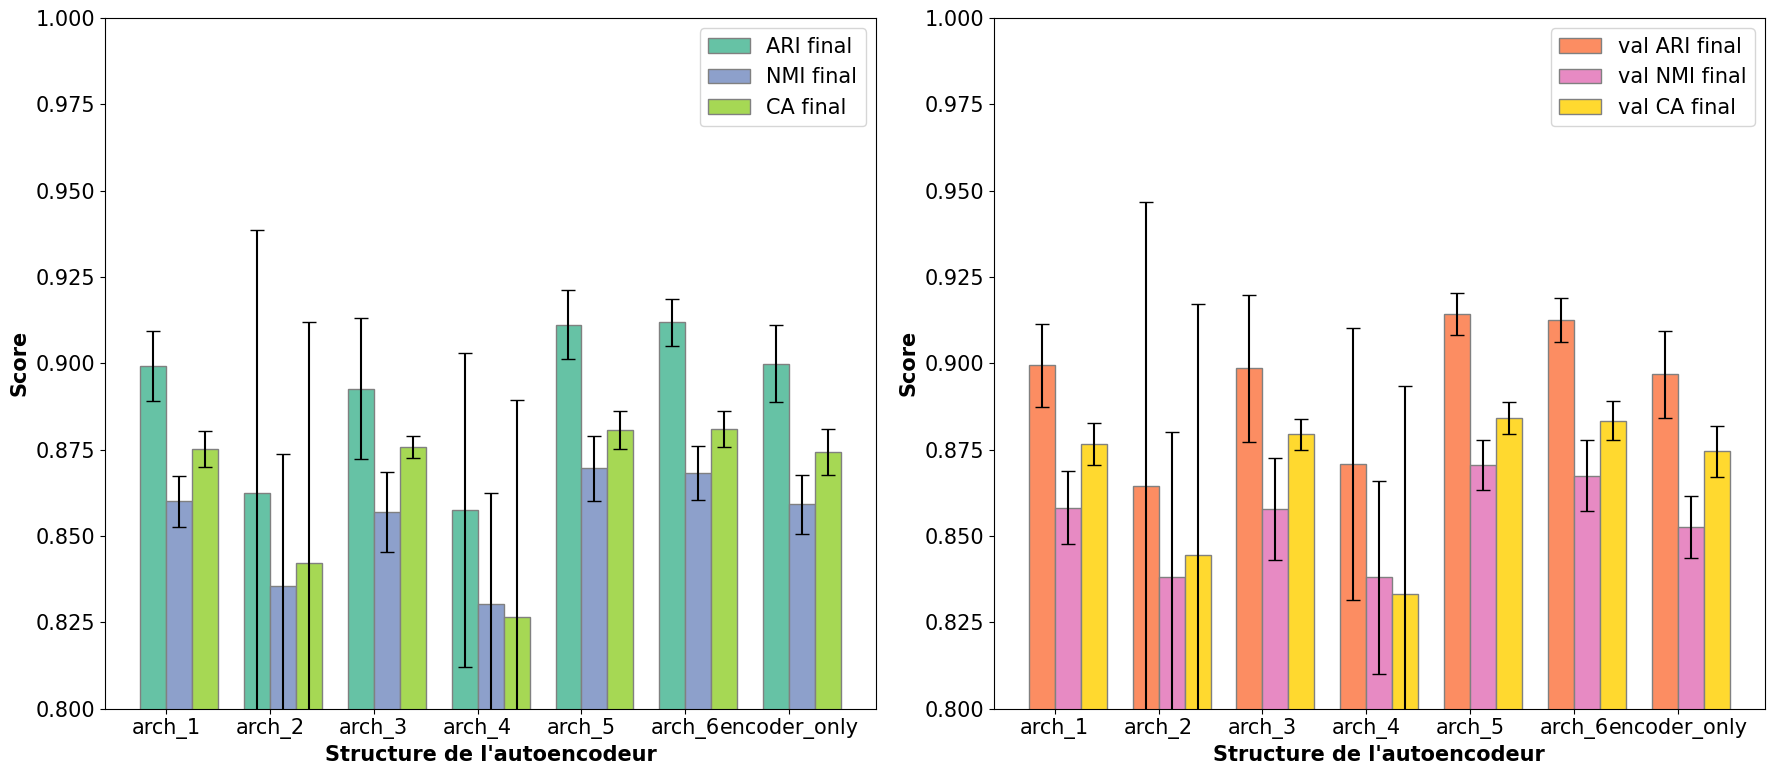 1.000
0.975
0.950
0.925
0.900
0.875
0.850
0.825
0.800
Score
ARI final
NMI final
CA final
arch_1 arch_2 arch_3 arch_4 arch_5 arch_6 encoder_only
Structure de l'autoencodeur
1.000
0.975
0.950
0.925
0.900
0.875
0.850
0.825
0.800
Score
val ARI final
val NMI final
val CA final
arch_1 arch_2 arch_3 arch_4 arch_5 arch_6 encoder_only
Structure de l'autoencodeur